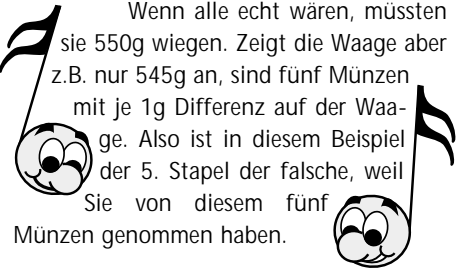 Wenn alle echt wären, müssten
sie 550g wiegen. Zeigt die Waage aber
z.B. nur 545g an, sind fünf Münzen
mit je 1g Differenz auf der Waa-
ge. Also ist in diesem Beispiel
der 5. Stapel der falsche, weil
Sie von diesem fünf
Münzen genommen haben.